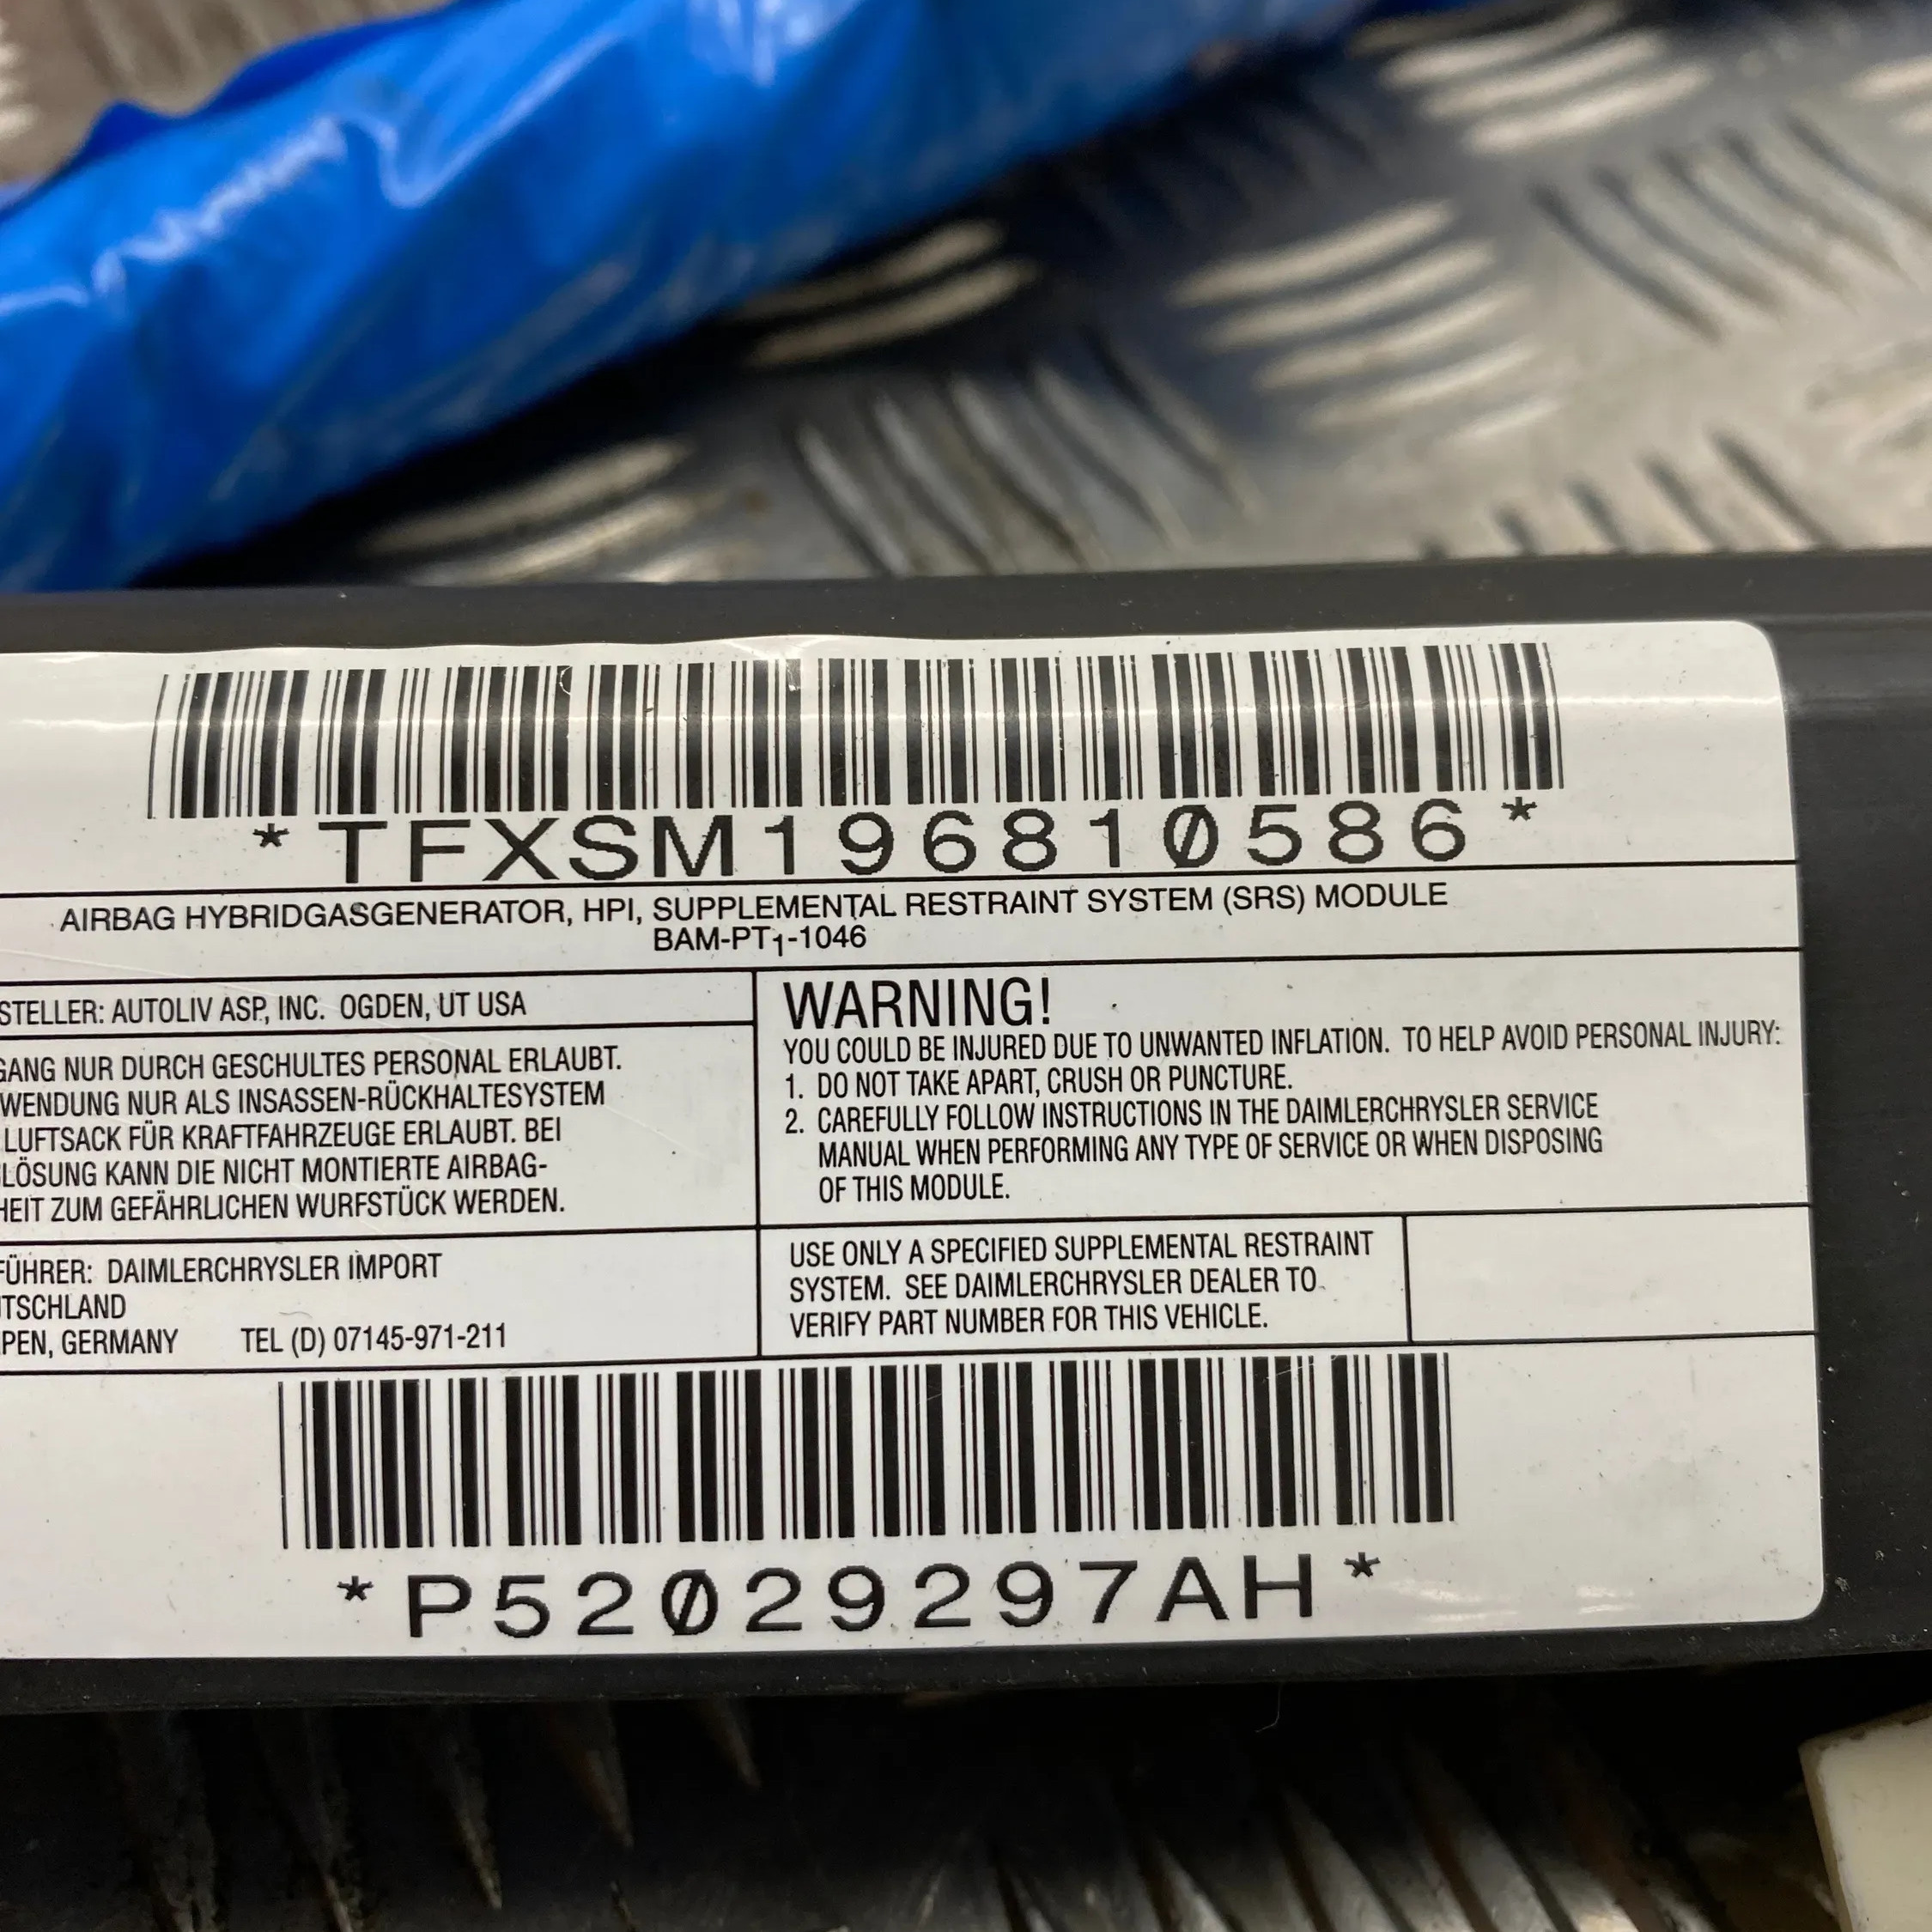 *TFXSM196810586*
AIRBAG HYBRIDGASGENERATOR, HPI, SUPPLEMENTAL RESTRAINT SYSTEM (SRS) MODULE
BAM-PT1-1046
STELLER: AUTOLIV ASP, INC. OGDEN, UT USA
GANG NUR DURCH GESCHULTES PERSONAL ERLAUBT.
WENDUNG NUR ALS INSASSEN-RÜCKHALTESYSTEM
LUFTSACK FÜR KRAFTFAHRZEUGE ERLAUBT. BEI
LÖSUNG KANN DIE NICHT MONTIERTE AIRBAG-
HEIT ZUM GEFÄHRLICHEN WURFSTÜCK WERDEN.
FÜHRER: DAIMLERCHRYSLER IMPORT
TSCHLAND
PEN, GERMANY TEL (D) 07145-971-211
WARNING!
YOU COULD BE INJURED DUE TO UNWANTED INFLATION. TO HELP AVOID PERSONAL INJURY:
1. DO NOT TAKE APART, CRUSH OR PUNCTURE.
2. CAREFULLY FOLLOW INSTRUCTIONS IN THE DAIMLERCHRYSLER SERVICE
MANUAL WHEN PERFORMING ANY TYPE OF SERVICE OR WHEN DISPOSING
OF THIS MODULE.
USE ONLY A SPECIFIED SUPPLEMENTAL RESTRAINT
SYSTEM. SEE DAIMLERCHRYSLER DEALER TO
VERIFY PART NUMBER FOR THIS VEHICLE.
*P52029297AH*